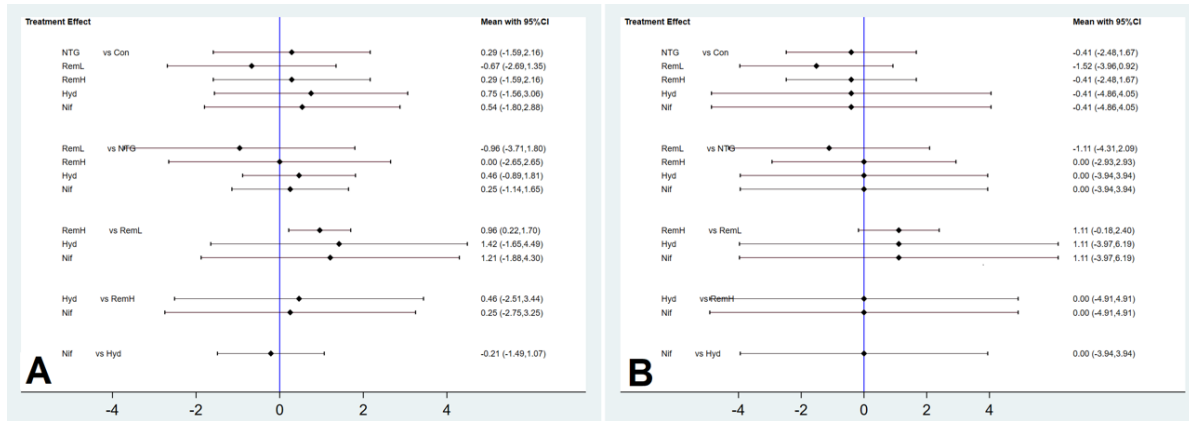 Treatment Effect Mean with 95%CI
NTG vs Con 0.29 (-1.59,2.16)
RemL -0.67 (-2.69,1.35)
RemH 0.29 (-1.59,2.16)
Hyd 0.75 (-1.56,3.06)
Nif 0.54 (-1.80,2.88)
RemL vs NTG -0.96 (-3.71,1.80)
RemH 0.00 (-2.65,2.65)
Hyd 0.46 (-0.89,1.81)
Nif 0.25 (-1.14,1.65)
RemH vs RemL 0.96 (0.22,1.70)
Hyd 1.42 (-1.65,4.49)
Nif 1.21 (-1.88,4.30)
Hyd vs RemH 0.46 (-2.51,3.44)
Nif 0.25 (-2.75,3.25)
Nif vs Hyd -0.21 (-1.49,1.07)
A
-4 -2 0 2 4
Treatment Effect Mean with 95%CI
NTG vs Con -0.41 (-2.48,1.67)
RemL -1.52 (-3.96,0.92)
RemH -0.41 (-2.48,1.67)
Hyd -0.41 (-4.86,4.05)
Nif -0.41 (-4.86,4.05)
RemL vs NTG -1.11 (-4.31,2.09)
RemH 0.00 (-2.93,2.93)
Hyd 0.00 (-3.94,3.94)
Nif 0.00 (-3.94,3.94)
RemH vs RemL 1.11 (-0.18,2.40)
Hyd 1.11 (-3.97,6.19)
Nif 1.11 (-3.97,6.19)
Hyd vs RemH 0.00 (-4.91,4.91)
Nif 0.00 (-4.91,4.91)
Nif vs Hyd 0.00 (-3.94,3.94)
B
-4 -2 0 2 4